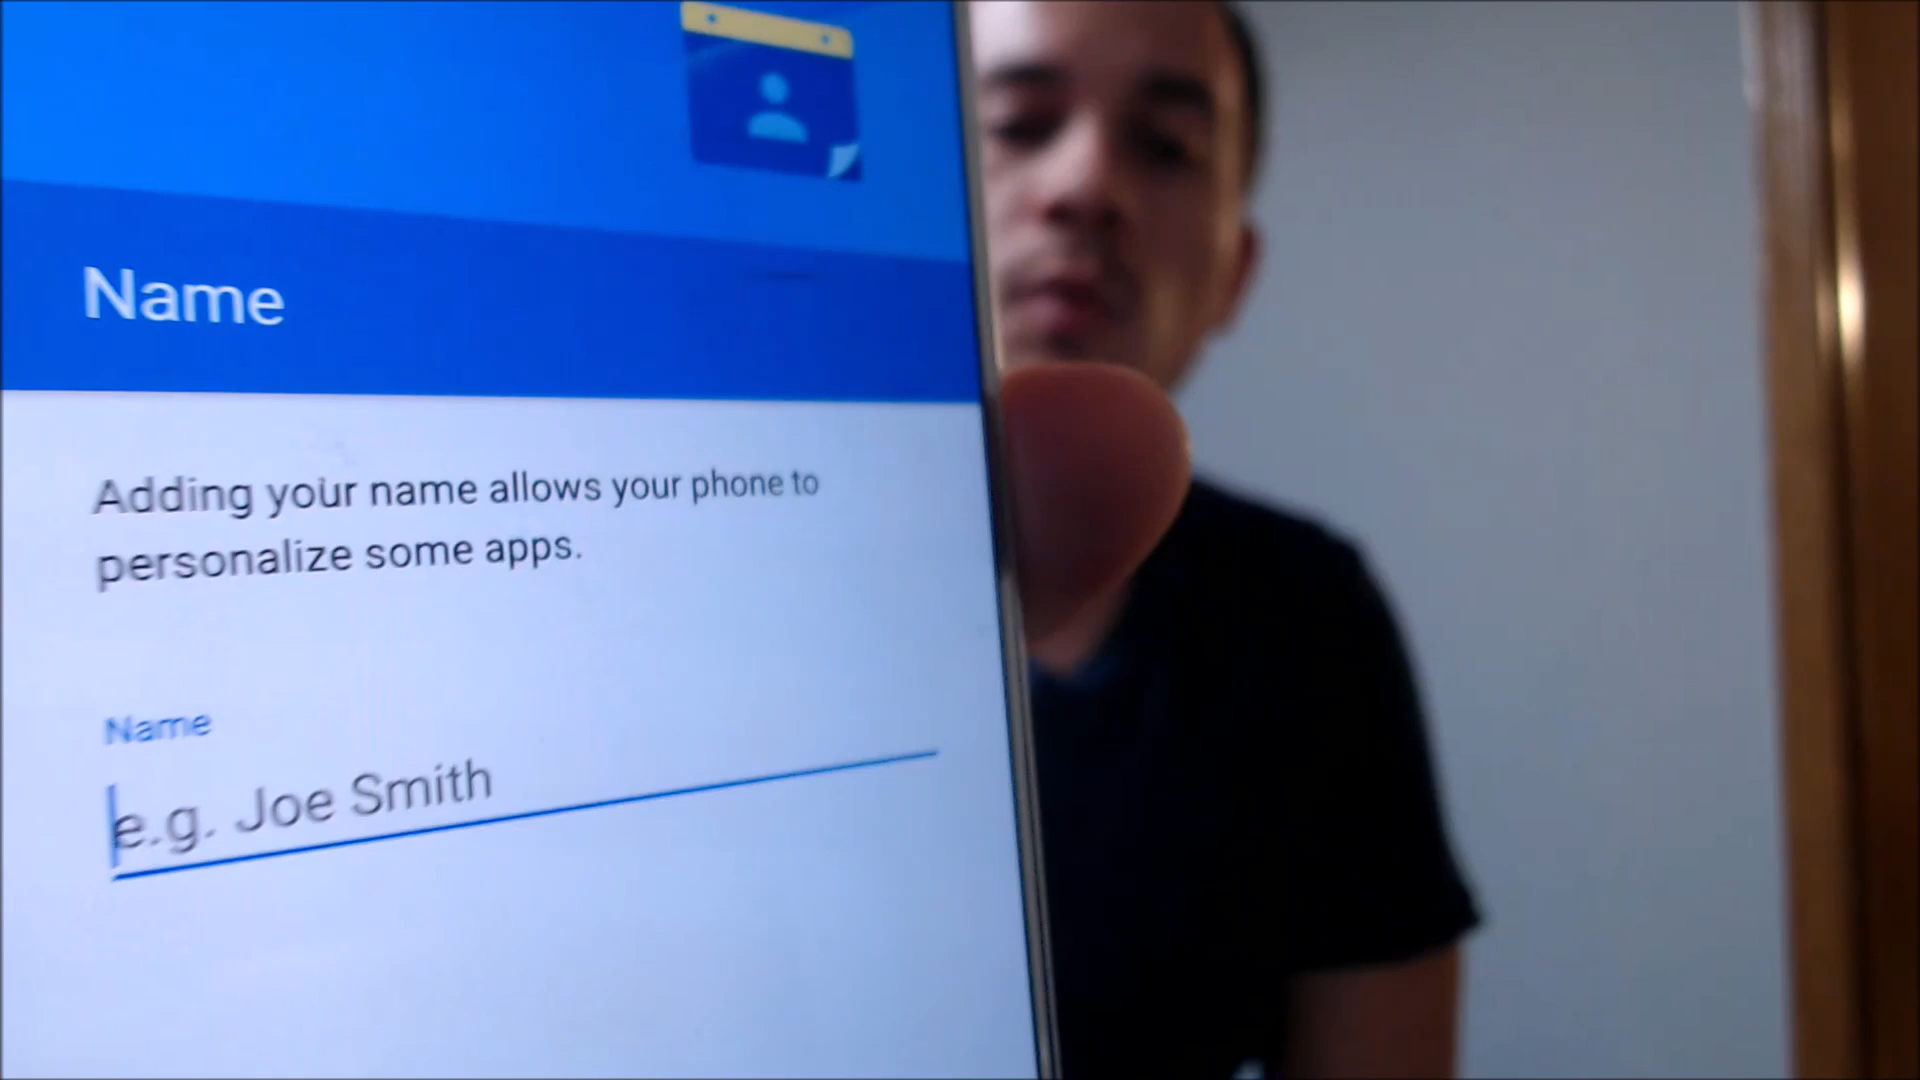 Name
Adding your name allows your phone to
personalize some apps.
Name
e.g. Joe Smith